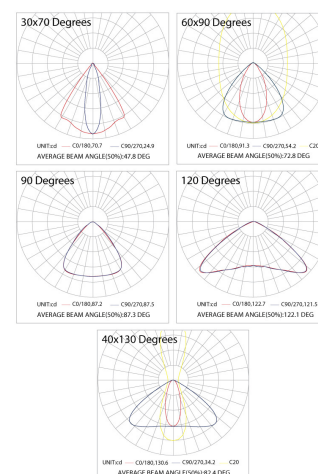 30x70 Degrees
UNIT:cd C0/180,70.7 C90/270,24.9
AVERAGE BEAM ANGLE(50%):47.8 DEG
60x90 Degrees
UNIT:cd C0/180,91.3 C90/270,54.2 C20
AVERAGE BEAM ANGLE(50%):72.8 DEG
90 Degrees
UNIT:cd C0/180,87.2 C90/270,87.5
AVERAGE BEAM ANGLE(50%):87.3 DEG
120 Degrees
UNIT:cd C0/180,122.7 C90/270,121.5
AVERAGE BEAM ANGLE(50%):122.1 DEG
40x130 Degrees
UNIT:cd C0/180,130.6 C90/270,34.2 C20
AVERAGE BEAM ANGLE(50%):82.4 DEG